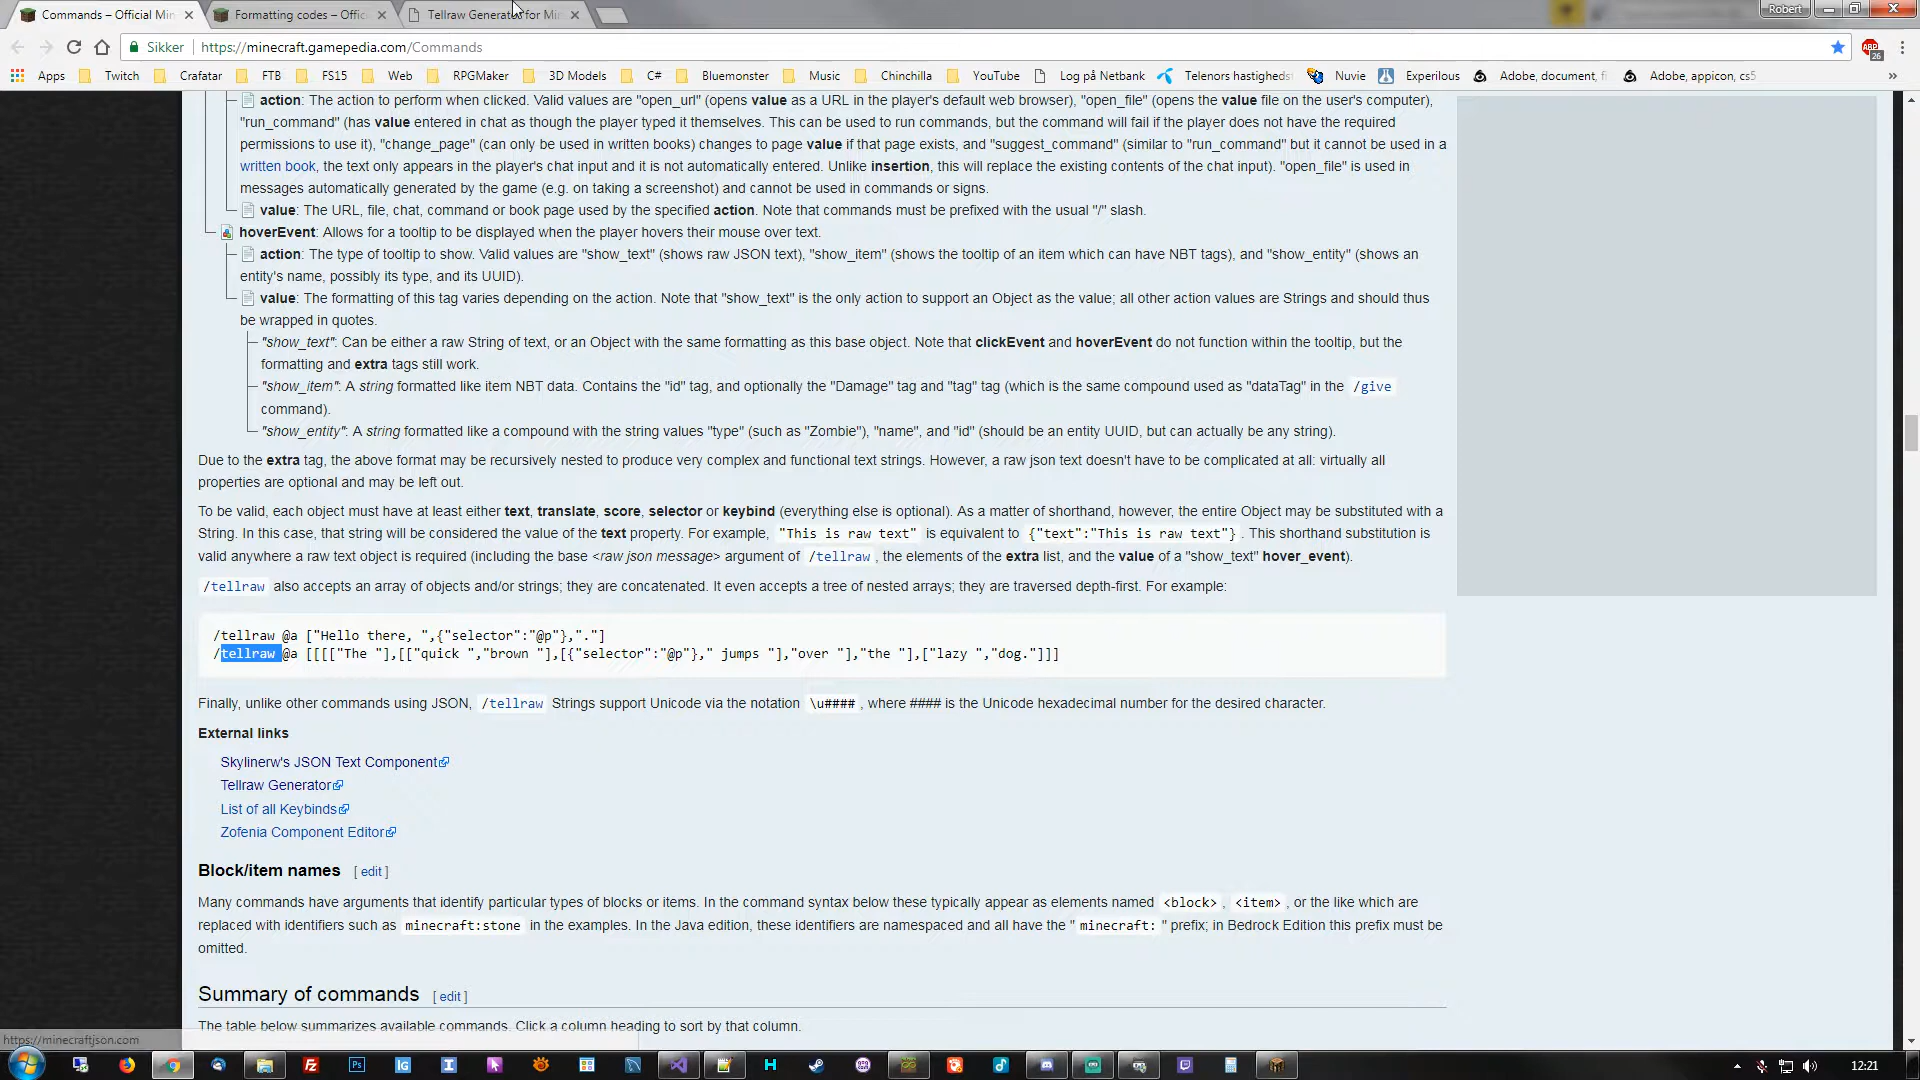 Commands – Official Min
Formatting codes – Offic
Tellraw Generator for Min
Robert
Sikker
https://minecraft.gamepedia.com/Commands
Apps
Twitch
Crafatar
FTB
FS15
Web
RPGMaker
3D Models
C#
Bluemonster
Music
Chinchilla
YouTube
Log på Netbank
Telenors hastigheds
Nuvie
Experilous
Adobe, document, fi
Adobe, appicon, cs5
action: The action to perform when clicked. Valid values are "open_url" (opens value as a URL in the player's default web browser), "open_file" (opens the value file on the user's computer),
"run_command" (has value entered in chat as though the player typed it themselves. This can be used to run commands, but the command will fail if the player does not have the required
permissions to use it), "change_page" (can only be used in written books) changes to page value if that page exists, and "suggest_command" (similar to "run_command" but it cannot be used in a
written book, the text only appears in the player's chat input and it is not automatically entered. Unlike insertion, this will replace the existing contents of the chat input). "open_file" is used in
messages automatically generated by the game (e.g. on taking a screenshot) and cannot be used in commands or signs.
value: The URL, file, chat, command or book page used by the specified action. Note that commands must be prefixed with the usual "/" slash.
hoverEvent: Allows for a tooltip to be displayed when the player hovers their mouse over text.
action: The type of tooltip to show. Valid values are "show_text" (shows raw JSON text), "show_item" (shows the tooltip of an item which can have NBT tags), and "show_entity" (shows an
entity's name, possibly its type, and its UUID).
value: The formatting of this tag varies depending on the action. Note that "show_text" is the only action to support an Object as the value; all other action values are Strings and should thus
be wrapped in quotes.
"show_text": Can be either a raw String of text, or an Object with the same formatting as this base object. Note that clickEvent and hoverEvent do not function within the tooltip, but the
formatting and extra tags still work.
"show_item": A string formatted like item NBT data. Contains the "id" tag, and optionally the "Damage" tag and "tag" tag (which is the same compound used as "dataTag" in the /give
command).
"show_entity": A string formatted like a compound with the string values "type" (such as "Zombie"), "name", and "id" (should be an entity UUID, but can actually be any string).
Due to the extra tag, the above format may be recursively nested to produce very complex and functional text strings. However, a raw json text doesn't have to be complicated at all: virtually all
properties are optional and may be left out.
To be valid, each object must have at least either text, translate, score, selector or keybind (everything else is optional). As a matter of shorthand, however, the entire Object may be substituted with a
String. In this case, that string will be considered the value of the text property. For example, "This is raw text" is equivalent to {"text":"This is raw text"}. This shorthand substitution is
valid anywhere a raw text object is required (including the base <raw json message> argument of /tellraw, the elements of the extra list, and the value of a "show_text" hover_event).
/tellraw also accepts an array of objects and/or strings; they are concatenated. It even accepts a tree of nested arrays; they are traversed depth-first. For example:
/tellraw @a ["Hello there, ",{"selector":"@p"},"."]
/tellraw @a [[[["The "],[["quick ","brown "],[{"selector":"@p"}," jumps "],"over "],"the "],["lazy ","dog."]]]
Finally, unlike other commands using JSON, /tellraw Strings support Unicode via the notation \u####, where #### is the Unicode hexadecimal number for the desired character.
External links
Skylinerw's JSON Text Component
Tellraw Generator
List of all Keybinds
Zofenia Component Editor
Block/item names [ edit ]
Many commands have arguments that identify particular types of blocks or items. In the command syntax below these typically appear as elements named <block>, <item>, or the like which are
replaced with identifiers such as minecraft:stone in the examples. In the Java edition, these identifiers are namespaced and all have the "minecraft:" prefix; in Bedrock Edition this prefix must be
omitted.
Summary of commands [ edit ]
The table below summarizes available commands. Click a column heading to sort by that column.
https://minecraftjson.com
12:21